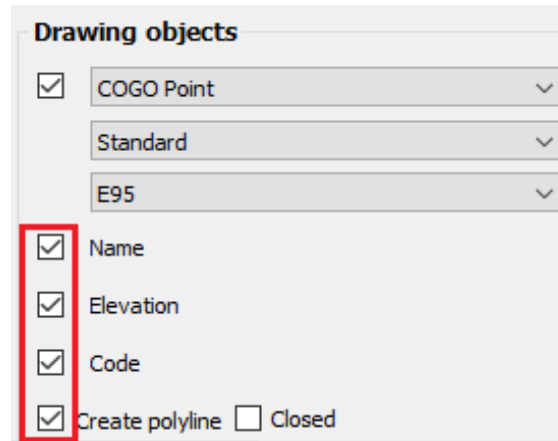 Drawing objects
COGO Point
Standard
E95
Name
Elevation
Code
Create polyline Closed